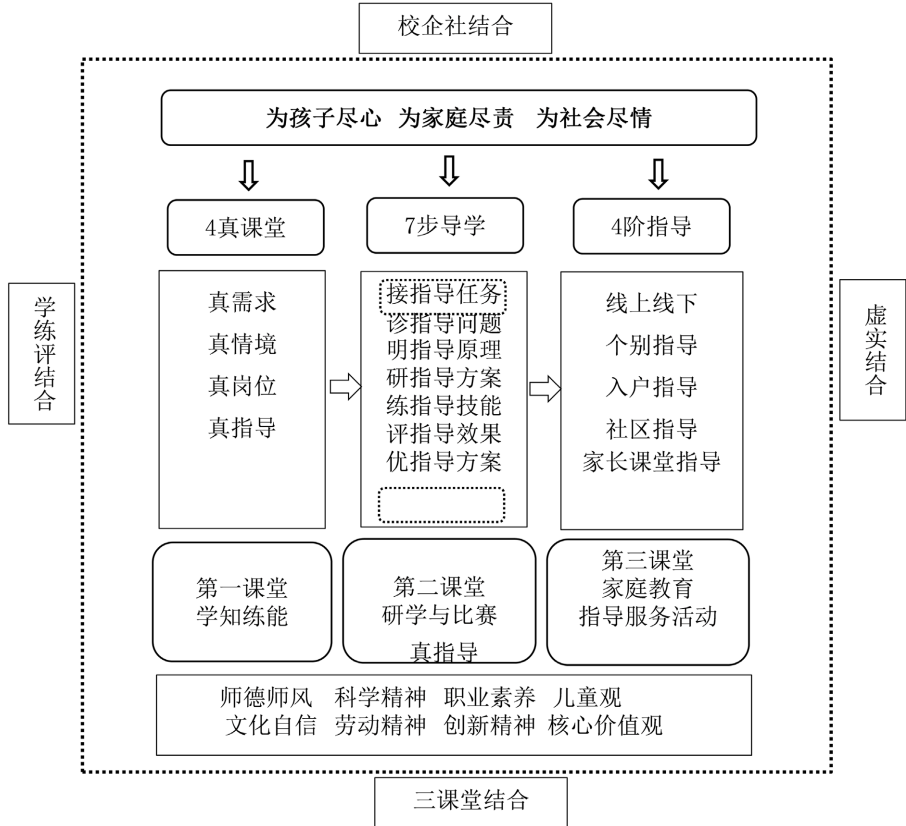 校企社结合
为孩子尽心 为家庭尽责 为社会尽情
4真课堂
7步导学
4阶指导
学练评结合
真需求
真情境
真岗位
真指导
接指导任务
诊指导问题
明指导原理
研指导方案
练指导技能
评指导效果
优指导方案
线上线下
个别指导
入户指导
社区指导
家长课堂指导
虚实结合
第一课堂
学知练能
第二课堂
研学与比赛
真指导
第三课堂
家庭教育
指导服务活动
师德师风 科学精神 职业素养 儿童观
文化自信 劳动精神 创新精神 核心价值观
三课堂结合